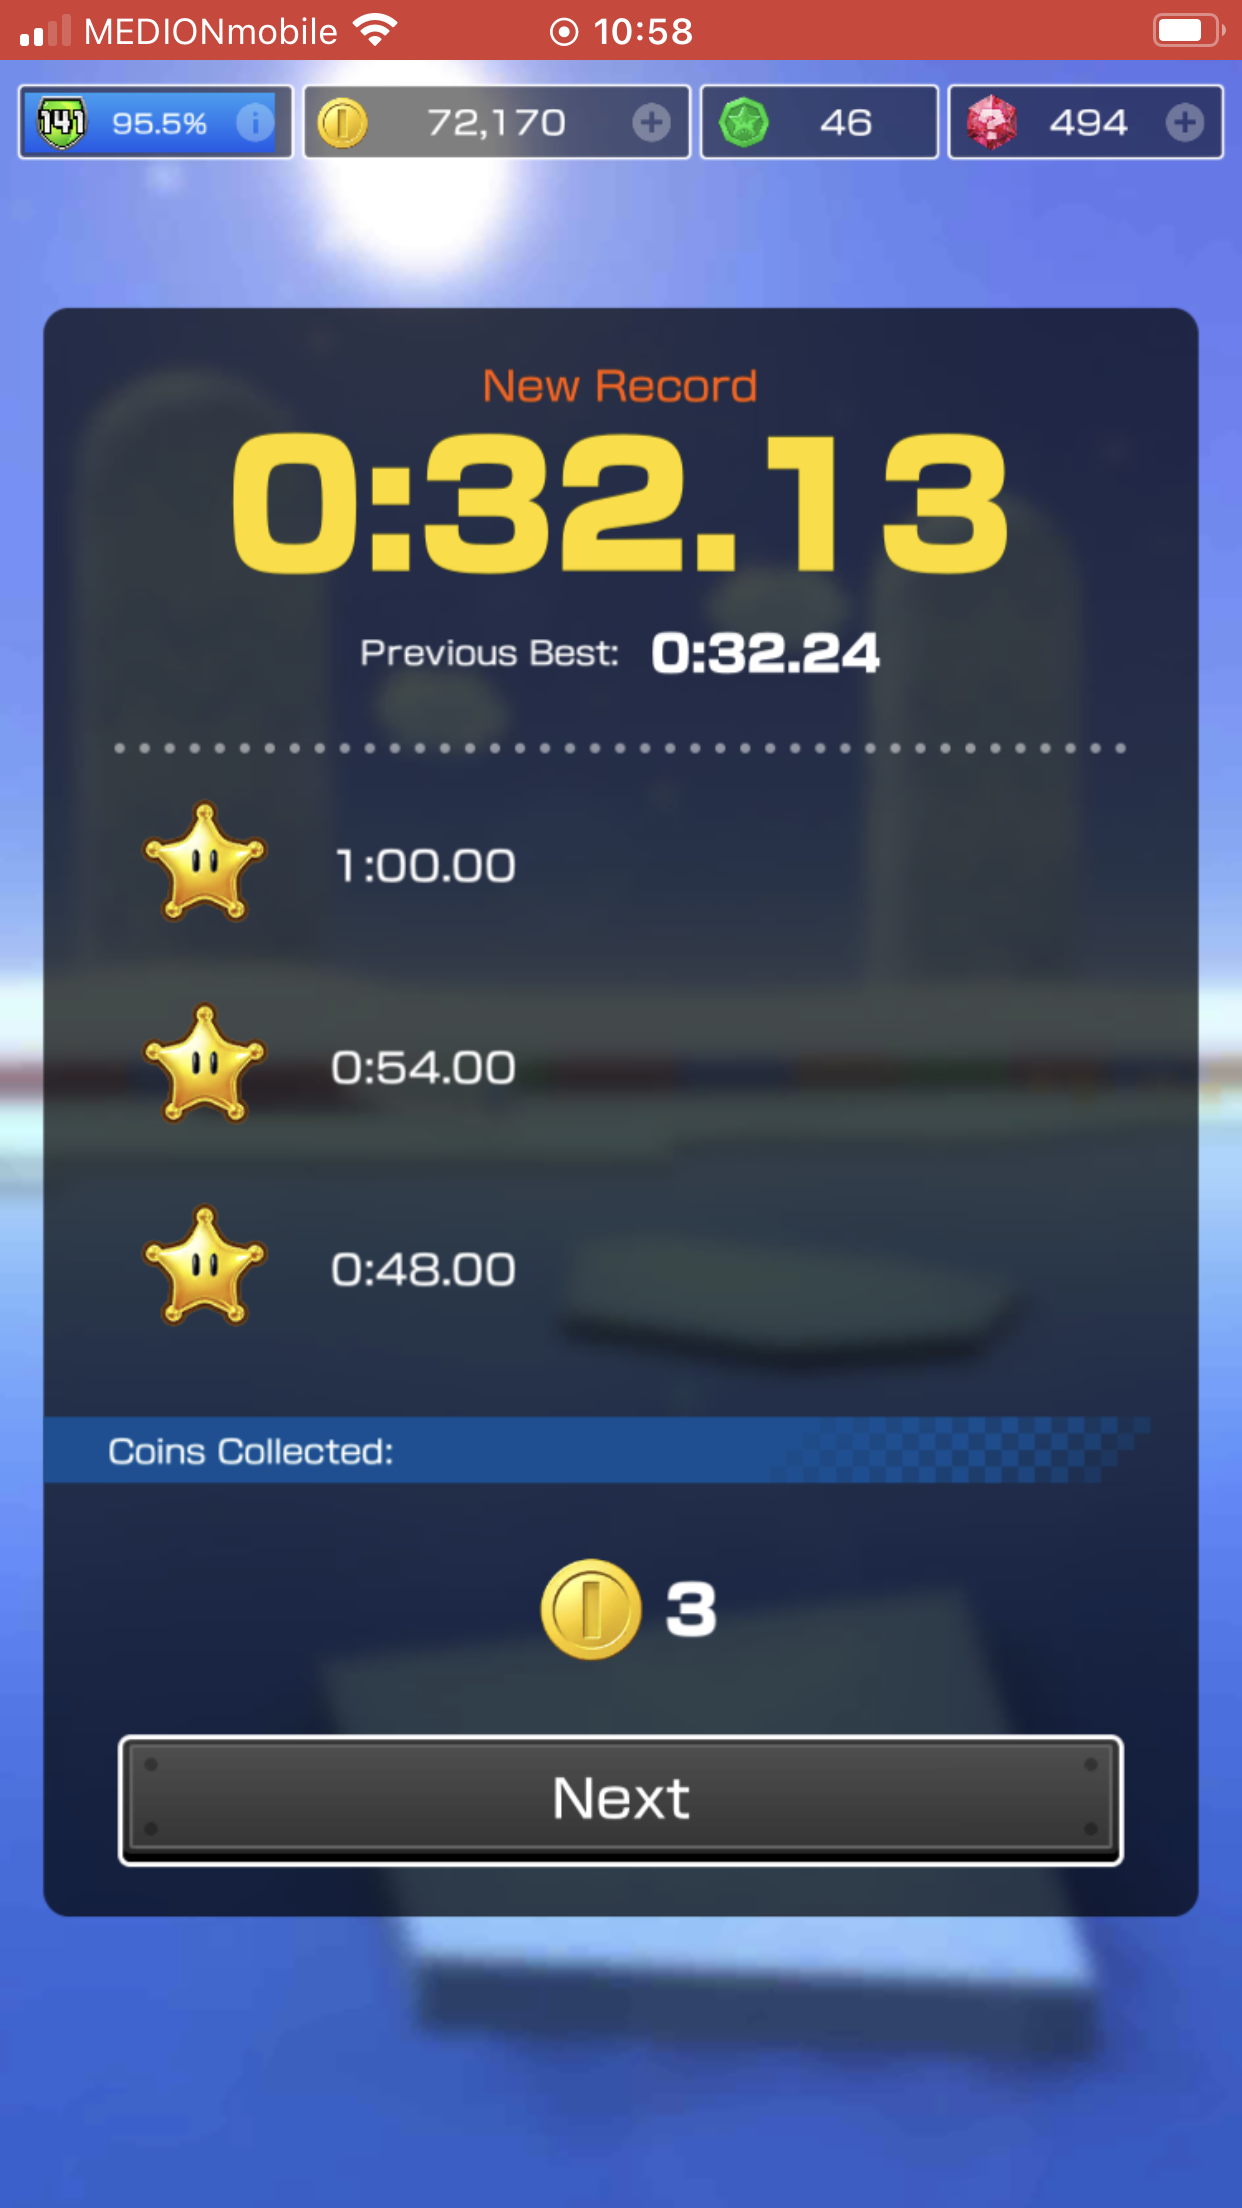 MEDIONmobile 10:58
141 95.5% i 72,170 + 46 ? 494 +
New Record
0:32.13
Previous Best: 0:32.24
1:00.00
0:54.00
0:48.00
Coins Collected:
3
Next